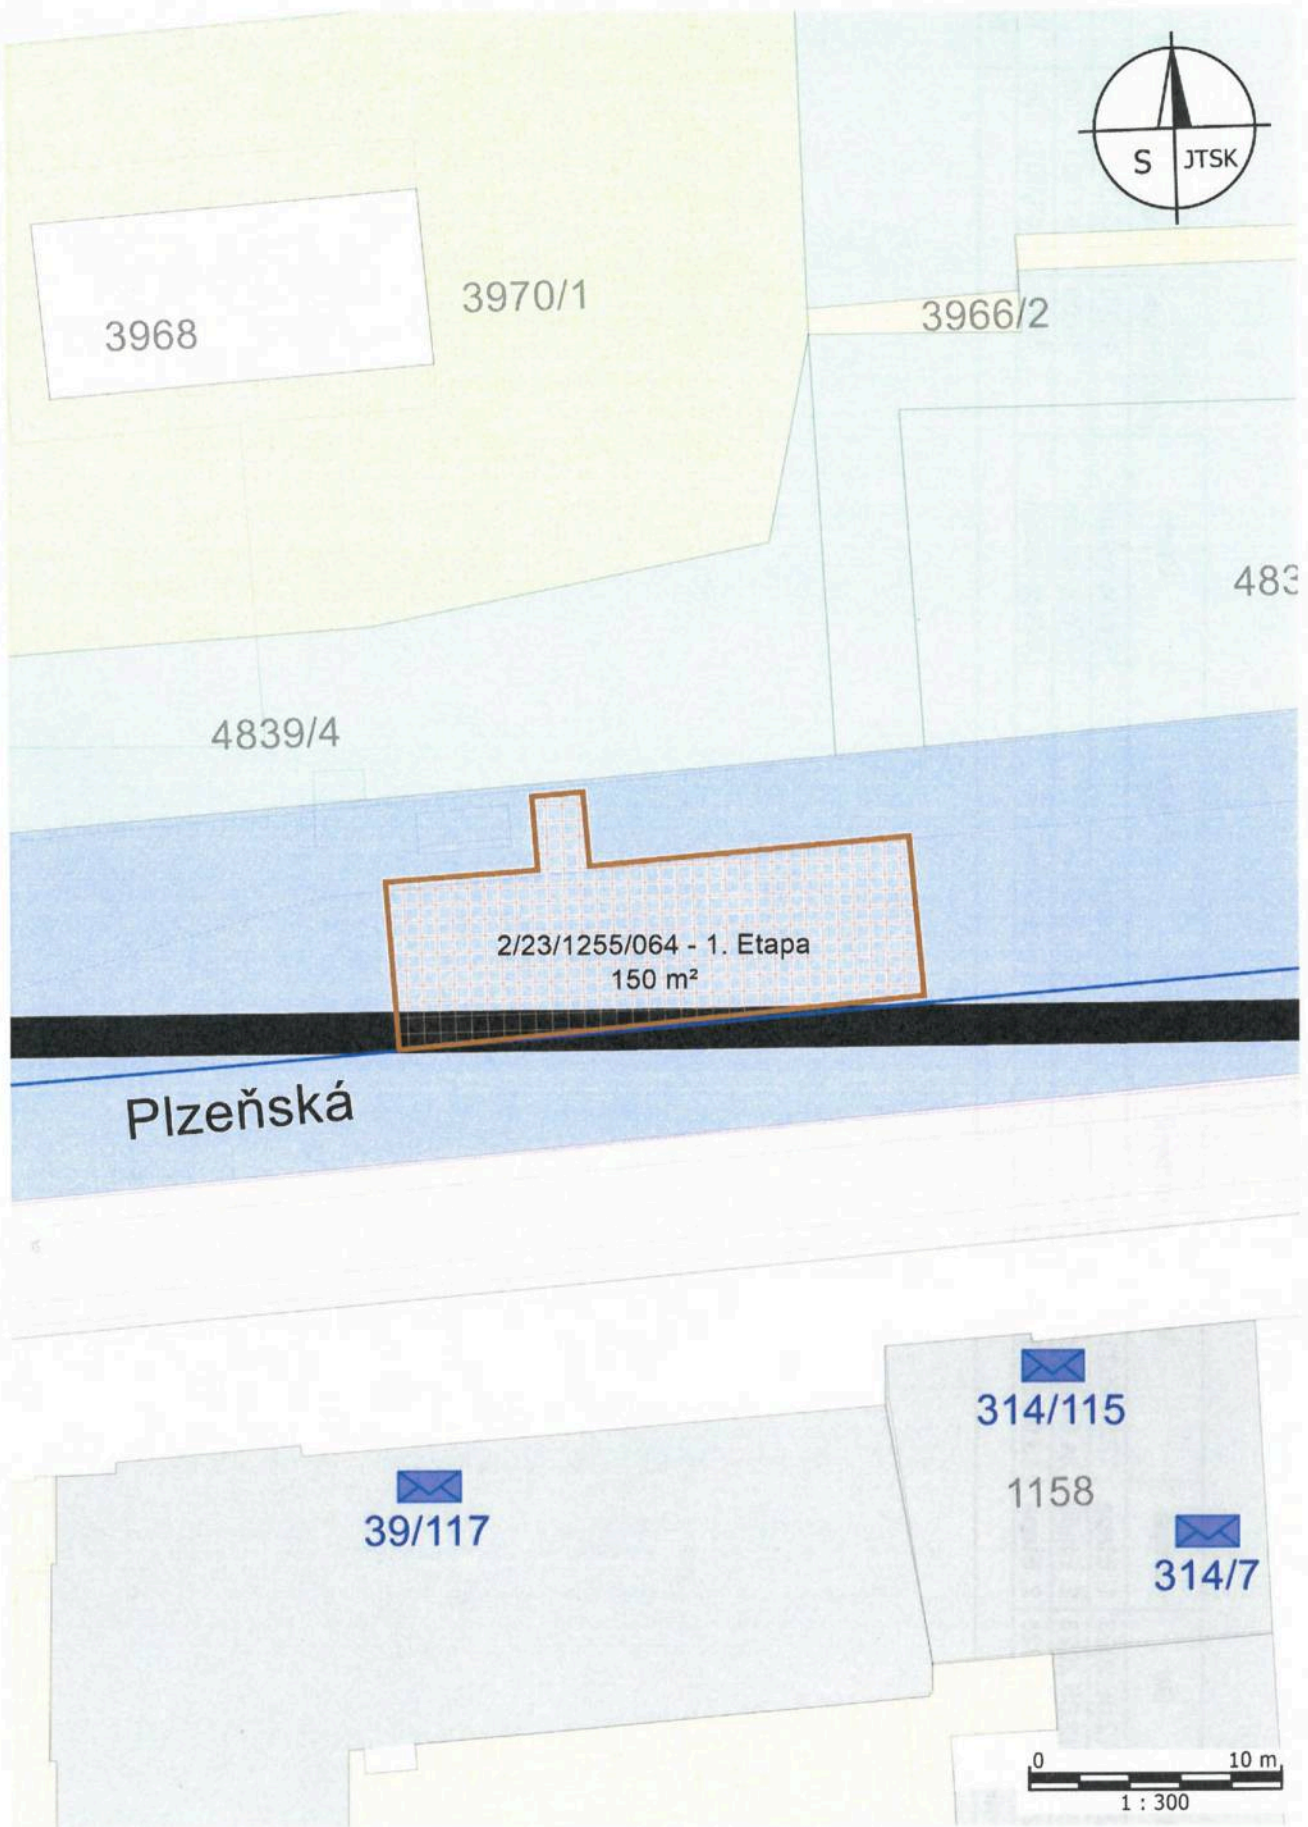 S JTSK
3970/1
3968
3966/2
483
4839/4
2/23/1255/064 - 1. Etapa
150 m²
Plzeňská
314/115
1158
39/117
314/7
0 10 m
1 : 300